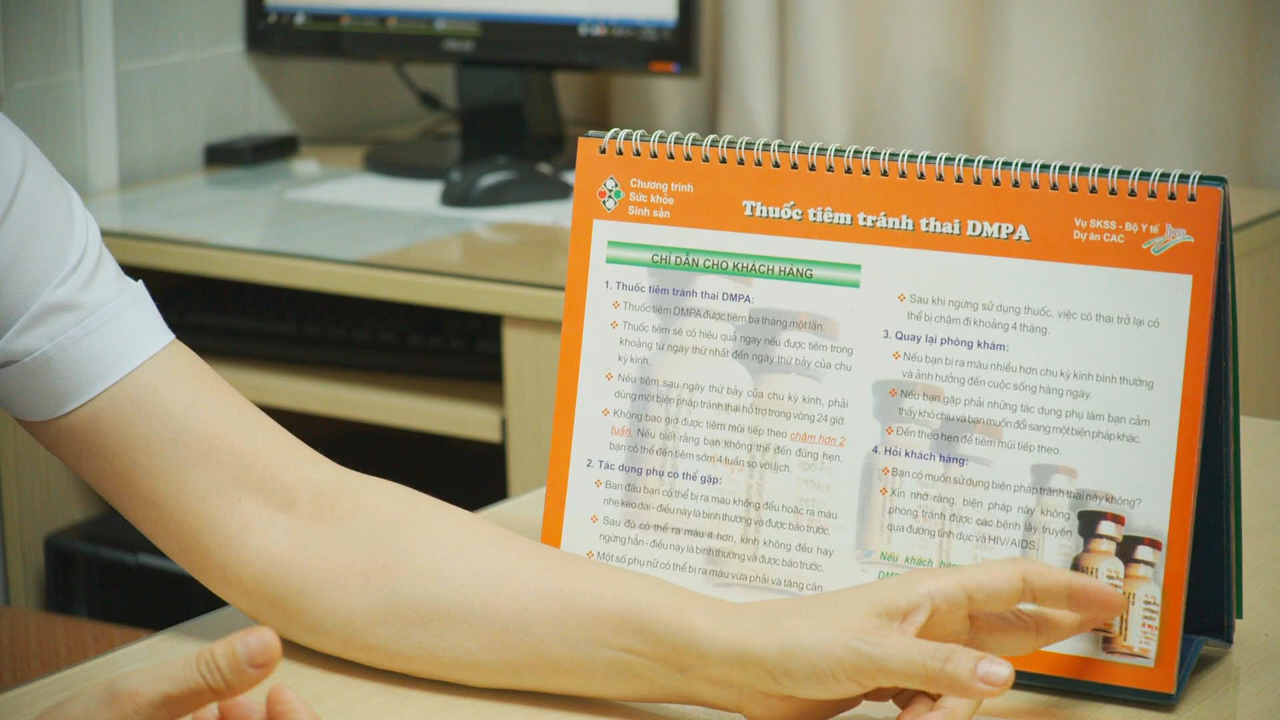 Chương trình
Sức khỏe
Sinh sản
Thuốc tiêm tránh thai DMPA
Vụ SKSS - Bộ Y tế
Dự án CAC
CHỈ DẪN CHO KHÁCH HÀNG
1. Thuốc tiêm tránh thai DMPA:
Thuốc tiêm DMPA được tiêm ba tháng một lần.
Thuốc tiêm sẽ có hiệu quả ngay nếu được tiêm trong
khoảng từ ngày thứ nhất đến ngày thứ bảy của chu
kỳ kinh.
Nếu tiêm sau ngày thứ bảy của chu kỳ kinh, phải
dùng một biện pháp tránh thai hỗ trợ trong vòng 24 giờ.
Không bao giờ được tiêm mũi tiếp theo chậm hơn 2
tuần. Nếu biết rằng bạn không thể đến đúng hẹn,
bạn có thể đến tiêm sớm 4 tuần so với lịch.
2. Tác dụng phụ có thể gặp:
Ban đầu bạn có thể bị ra máu không đều hoặc ra máu
nhẹ kéo dài - điều này là bình thường và được báo trước.
Sau đó có thể ra máu ít hơn, kinh không đều hay
ngừng hẳn - điều này là bình thường và được báo trước.
Một số phụ nữ có thể bị ra máu vừa phải và tăng cân
Sau khi ngừng sử dụng thuốc, việc có thai trở lại có
thể bị chậm đi khoảng 4 tháng.
3. Quay lại phòng khám:
Nếu bạn bị ra máu nhiều hơn chu kỳ kinh bình thường
và ảnh hưởng đến cuộc sống hàng ngày.
Nếu bạn gặp phải những tác dụng phụ làm bạn cảm
thấy khó chịu và bạn muốn đổi sang một biện pháp khác.
Đến theo hẹn để tiêm mũi tiếp theo.
4. Hỏi khách hàng:
Bạn có muốn sử dụng biện pháp tránh thai này không?
Xin nhớ rằng, biện pháp này không
phòng tránh được các bệnh lây truyền
qua đường tình dục và HIV/AIDS.
Nếu khách hàng
DMPA